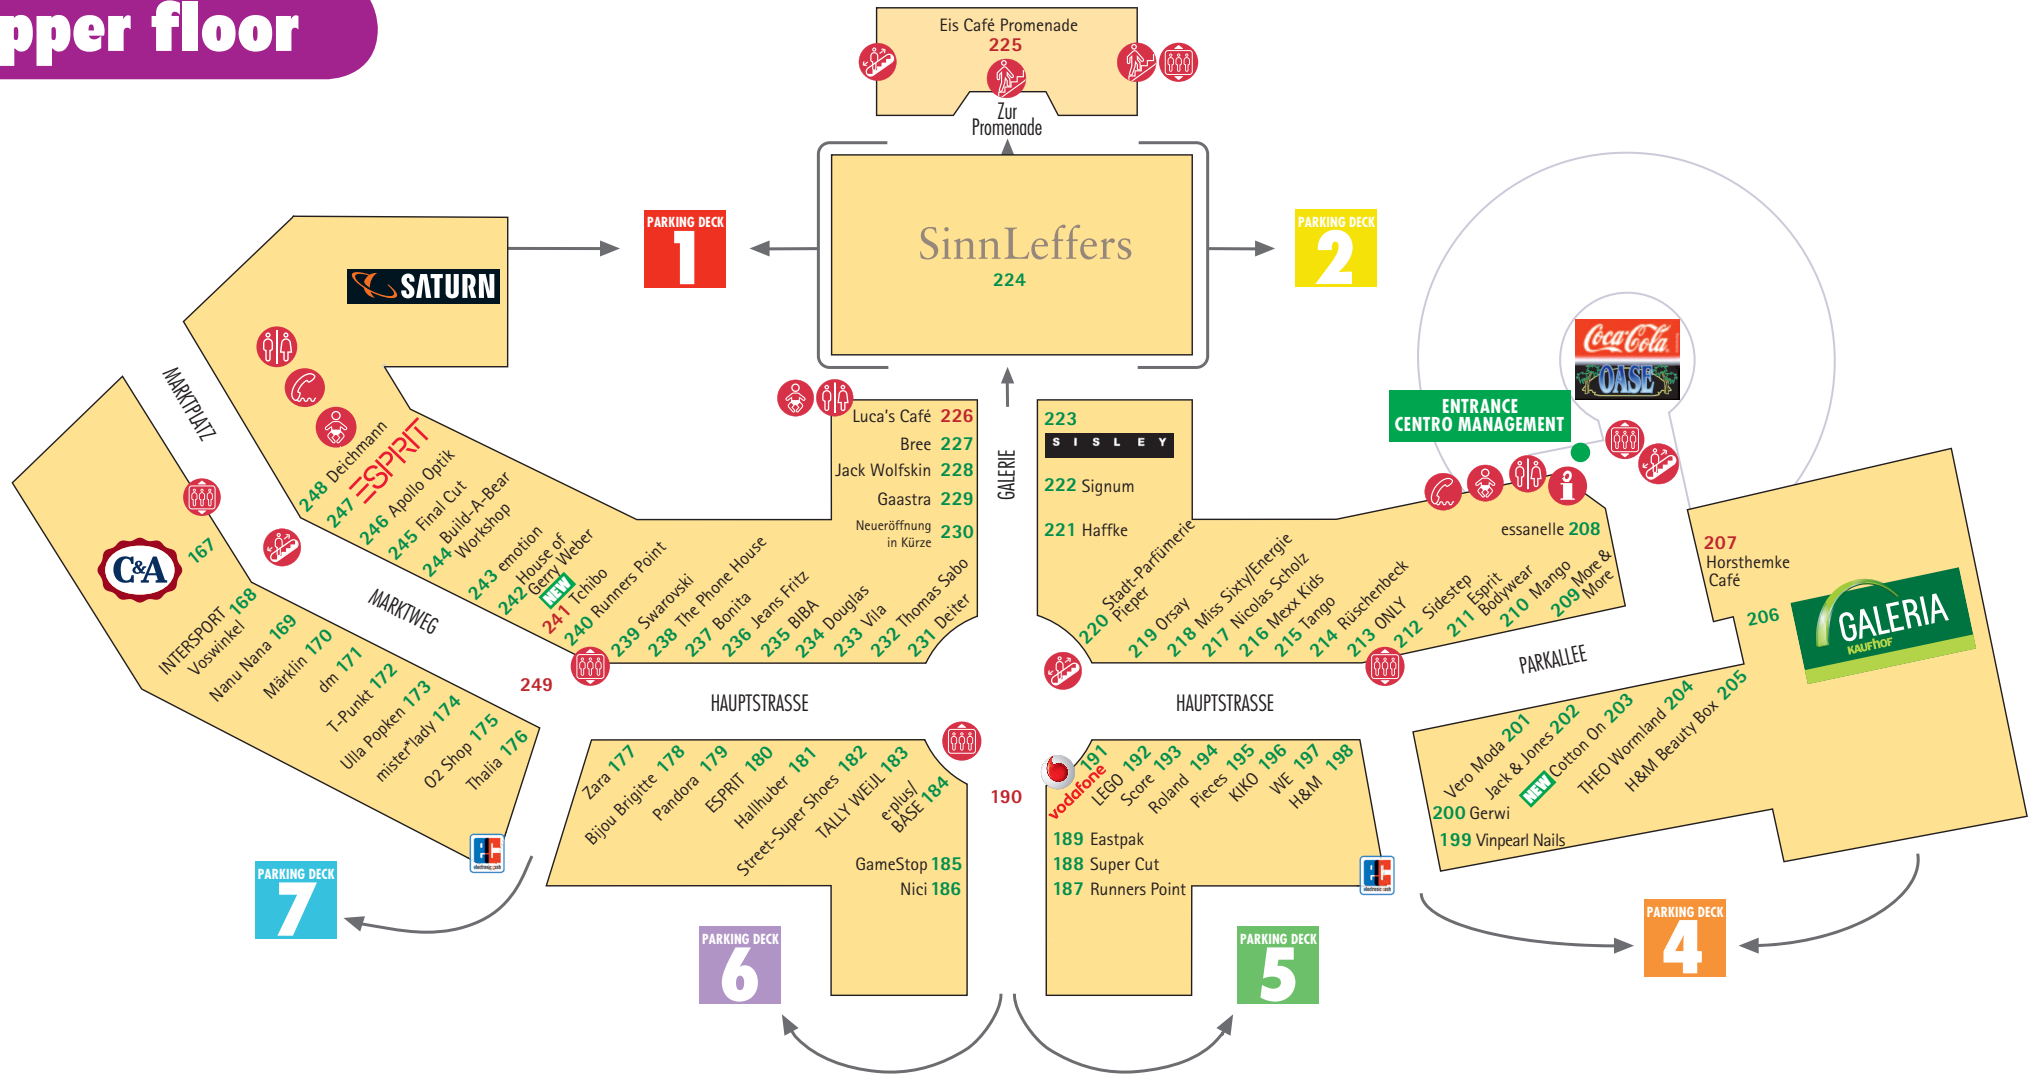 pper floor
Eis Café Promenade
225
Zur
Promenade
SinnLeffers
224
PARKING DECK
1
PARKING DECK
2
SATURN
MARKTPLATZ
248 Deichmann
247 ESPRIT
246 Apollo Optik
245 Final Cut
244 Build-A-Bear
Workshop
243 emotion
242 House of
Gerry Weber
NEW
241 Tchibo
240 Runners Point
239 Swarovski
238 The Phone House
237 Bonita
236 Jeans Fritz
235 BIBA
234 Douglas
233 Vila
232 Thomas Sabo
231 Deiter
Luca's Café 226
Bree 227
Jack Wolfskin 228
Gaastra 229
Neueröffnung
in Kürze 230
GALERIE
223
SISLEY
222 Signum
221 Haffke
220 Stadt-Parfümerie
Pieper
219 Orsay
218 Miss Sixty/Energie
217 Nicolas Scholz
216 Mexx Kids
215 Tango
214 Rüschenbeck
213 ONLY
212 Sidestep
211 Esprit
Bodywear
210 Mango
209 More &
More
essanelle 208
Coca-Cola
OASE
ENTRANCE
CENTRO MANAGEMENT
i
207
Horsthemke
Café
206
GALERIA
KAUFHOF
C&A
167
INTERSPORT 168
Voswinkel
Nanu Nana 169
Märklin 170
dm 171
T-Punkt 172
Ulla Popken 173
mister*lady 174
O2 Shop 175
Thalia 176
MARKTWEG
249
HAUPTSTRASSE
HAUPTSTRASSE
PARKALLEE
Zara 177
Bijou Brigitte 178
Pandora 179
ESPRIT 180
Hallhuber 181
Street-Super Shoes 182
TALLY WEIJL 183
e-plus/
BASE 184
GameStop 185
Nici 186
190
191
vodafone
LEGO 192
Score 193
Roland 194
Pieces 195
KIKO 196
WE 197
H&M 198
189 Eastpak
188 Super Cut
187 Runners Point
Vero Moda 201
Jack & Jones 202
NEW Cotton On 203
THEO Wormland 204
H&M Beauty Box 205
200 Gerwi
199 Vinpearl Nails
ec
electronic cash
ec
electronic cash
PARKING DECK
7
PARKING DECK
6
PARKING DECK
5
PARKING DECK
4